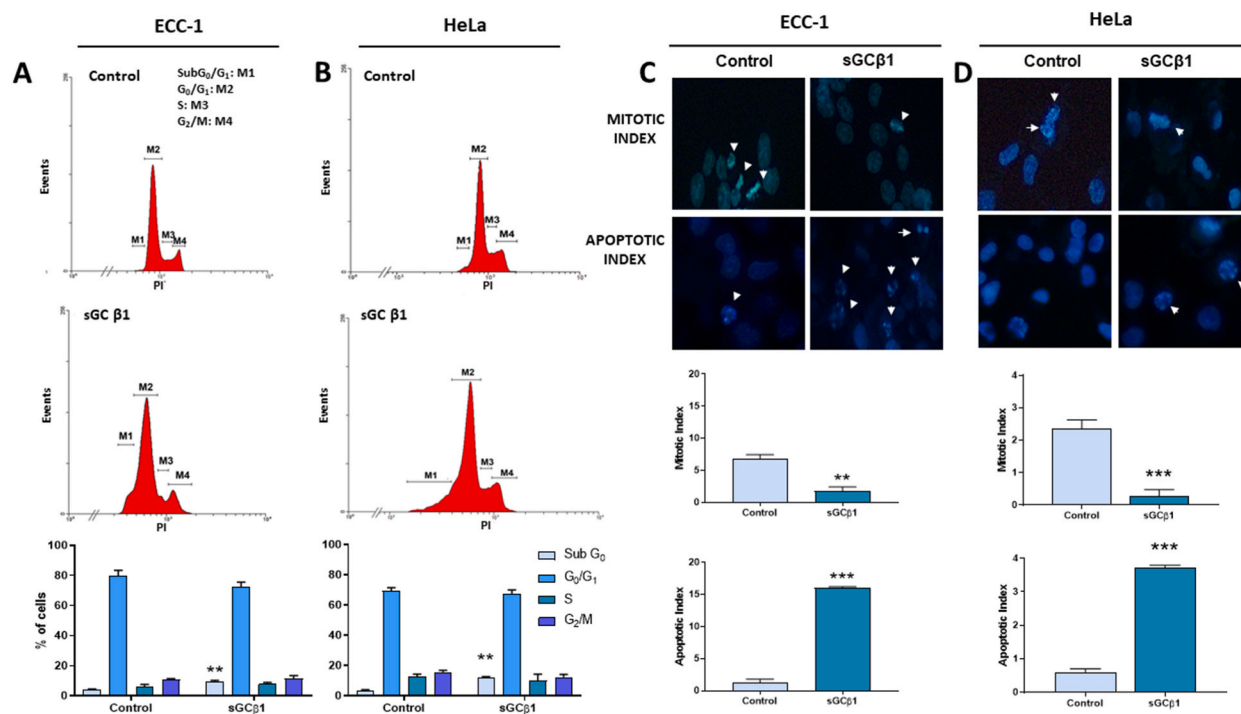 ECC-1
HeLa
ECC-1
HeLa
A
Control
SubG0/G1: M1
G0/G1: M2
S: M3
G2/M: M4
Events
M2
M1
M3
M4
PI
B
Control
Events
M2
M3
M1
M4
PI
sGC β1
Events
M2
M1
M3
M4
PI
Events
M2
M3
M1
M4
PI
% of cells
100
80
60
40
20
0
**
Control
sGCβ1
100
80
60
40
20
0
**
Control
sGCβ1
Sub G0
G0/G1
S
G2/M
C
Control
sGCβ1
D
Control
sGCβ1
MITOTIC
INDEX
APOPTOTIC
INDEX
Mitotic Index
20
15
10
5
0
**
Control
sGCβ1
Mitotic Index
4
3
2
1
0
***
Control
sGCβ1
Apoptotic Index
20
15
10
5
0
***
Control
sGCβ1
Apoptotic Index
4
3
2
1
0
***
Control
sGCβ1